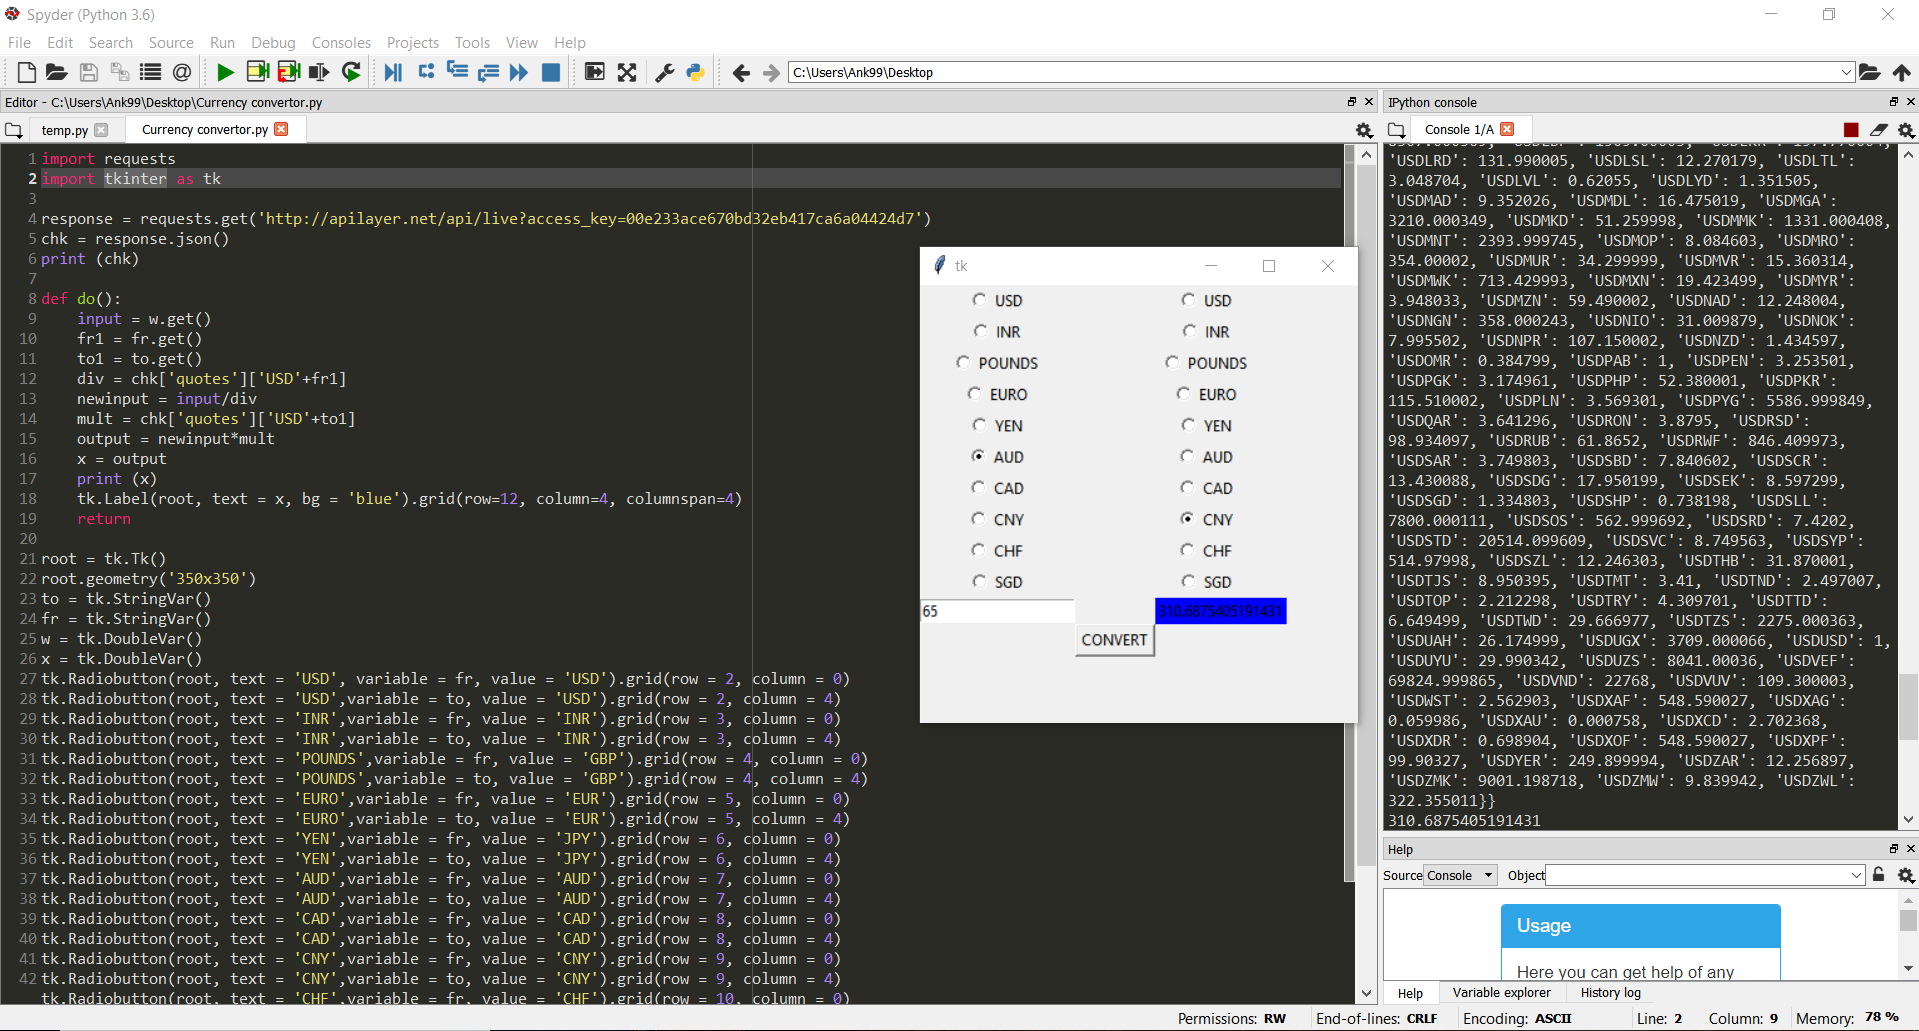 Spyder (Python 3.6)
File Edit Search Source Run Debug Consoles Projects Tools View Help
C:\Users\Ank99\Desktop
Editor - C:\Users\Ank99\Desktop\Currency convertor.py
temp.py Currency convertor.py
1 import requests
2 import tkinter as tk
3
4 response = requests.get('http://apilayer.net/api/live?access_key=00e233ace670bd32eb417ca6a04424d7')
5 chk = response.json()
6 print (chk)
7
8 def do():
9     input = w.get()
10     fr1 = fr.get()
11     to1 = to.get()
12     div = chk['quotes']['USD'+fr1]
13     newinput = input/div
14     mult = chk['quotes']['USD'+to1]
15     output = newinput*mult
16     x = output
17     print (x)
18     tk.Label(root, text = x, bg = 'blue').grid(row=12, column=4, columnspan=4)
19     return
20
21 root = tk.Tk()
22 root.geometry('350x350')
23 to = tk.StringVar()
24 fr = tk.StringVar()
25 w = tk.DoubleVar()
26 x = tk.DoubleVar()
27 tk.Radiobutton(root, text = 'USD', variable = fr, value = 'USD').grid(row = 2, column = 0)
28 tk.Radiobutton(root, text = 'USD',variable = to, value = 'USD').grid(row = 2, column = 4)
29 tk.Radiobutton(root, text = 'INR',variable = fr, value = 'INR').grid(row = 3, column = 0)
30 tk.Radiobutton(root, text = 'INR',variable = to, value = 'INR').grid(row = 3, column = 4)
31 tk.Radiobutton(root, text = 'POUNDS',variable = fr, value = 'GBP').grid(row = 4, column = 0)
32 tk.Radiobutton(root, text = 'POUNDS',variable = to, value = 'GBP').grid(row = 4, column = 4)
33 tk.Radiobutton(root, text = 'EURO',variable = fr, value = 'EUR').grid(row = 5, column = 0)
34 tk.Radiobutton(root, text = 'EURO',variable = to, value = 'EUR').grid(row = 5, column = 4)
35 tk.Radiobutton(root, text = 'YEN',variable = fr, value = 'JPY').grid(row = 6, column = 0)
36 tk.Radiobutton(root, text = 'YEN',variable = to, value = 'JPY').grid(row = 6, column = 4)
37 tk.Radiobutton(root, text = 'AUD',variable = fr, value = 'AUD').grid(row = 7, column = 0)
38 tk.Radiobutton(root, text = 'AUD',variable = to, value = 'AUD').grid(row = 7, column = 4)
39 tk.Radiobutton(root, text = 'CAD',variable = fr, value = 'CAD').grid(row = 8, column = 0)
40 tk.Radiobutton(root, text = 'CAD',variable = to, value = 'CAD').grid(row = 8, column = 4)
41 tk.Radiobutton(root, text = 'CNY',variable = fr, value = 'CNY').grid(row = 9, column = 0)
42 tk.Radiobutton(root, text = 'CNY',variable = to, value = 'CNY').grid(row = 9, column = 4)
tk.Radiobutton(root, text = 'CHF',variable = fr, value = 'CHF').grid(row = 10, column = 0)
tk
USD USD
INR INR
POUNDS POUNDS
EURO EURO
YEN YEN
AUD AUD
CAD CAD
CNY CNY
CHF CHF
SGD SGD
65 310.6875405191431
CONVERT
IPython console
Console 1/A
'USDLRD': 131.990005, 'USDLSL': 12.270179, 'USDLTL':
3.048704, 'USDLVL': 0.62055, 'USDLYD': 1.351505,
'USDMAD': 9.352026, 'USDMDL': 16.475019, 'USDMGA':
3210.000349, 'USDMKD': 51.259998, 'USDMMK': 1331.000408,
'USDMNT': 2393.999745, 'USDMOP': 8.084603, 'USDMRO':
354.00002, 'USDMUR': 34.299999, 'USDMVR': 15.360314,
'USDMWK': 713.429993, 'USDMXN': 19.423499, 'USDMYR':
3.948033, 'USDMZN': 59.490002, 'USDNAD': 12.248004,
'USDNGN': 358.000243, 'USDNIO': 31.009879, 'USDNOK':
7.995502, 'USDNPR': 107.150002, 'USDNZD': 1.434597,
'USDOMR': 0.384799, 'USDPAB': 1, 'USDPEN': 3.253501,
'USDPGK': 3.174961, 'USDPHP': 52.380001, 'USDPKR':
115.510002, 'USDPLN': 3.569301, 'USDPYG': 5586.999849,
'USDQAR': 3.641296, 'USDRON': 3.8795, 'USDRSD':
98.934097, 'USDRUB': 61.8652, 'USDRWF': 846.409973,
'USDSAR': 3.749803, 'USDSBD': 7.840602, 'USDSCR':
13.430088, 'USDSDG': 17.950199, 'USDSEK': 8.597299,
'USDSGD': 1.334803, 'USDSHP': 0.738198, 'USDSLL':
7800.000111, 'USDSOS': 562.999692, 'USDSRD': 7.4202,
'USDSTD': 20514.099609, 'USDSVC': 8.749563, 'USDSYP':
514.97998, 'USDSZL': 12.246303, 'USDTHB': 31.870001,
'USDTJS': 8.950395, 'USDTMT': 3.41, 'USDTND': 2.497007,
'USDTOP': 2.212298, 'USDTRY': 4.309701, 'USDTTD':
6.649499, 'USDTWD': 29.666977, 'USDTZS': 2275.000363,
'USDUAH': 26.174999, 'USDUGX': 3709.000066, 'USDUSD': 1,
'USDUYU': 29.990342, 'USDUZS': 8041.00036, 'USDVEF':
69824.999865, 'USDVND': 22768, 'USDVUV': 109.300003,
'USDWST': 2.562903, 'USDXAF': 548.590027, 'USDXAG':
0.059986, 'USDXAU': 0.000758, 'USDXCD': 2.702368,
'USDXDR': 0.698904, 'USDXOF': 548.590027, 'USDXPF':
99.90327, 'USDYER': 249.899994, 'USDZAR': 12.256897,
'USDZMK': 9001.198718, 'USDZMW': 9.839942, 'USDZWL':
322.355011}}
310.6875405191431
Help
Source Console Object
Usage
Here you can get help of any
Help Variable explorer History log
Permissions: RW End-of-lines: CRLF Encoding: ASCII Line: 2 Column: 9 Memory: 78 %